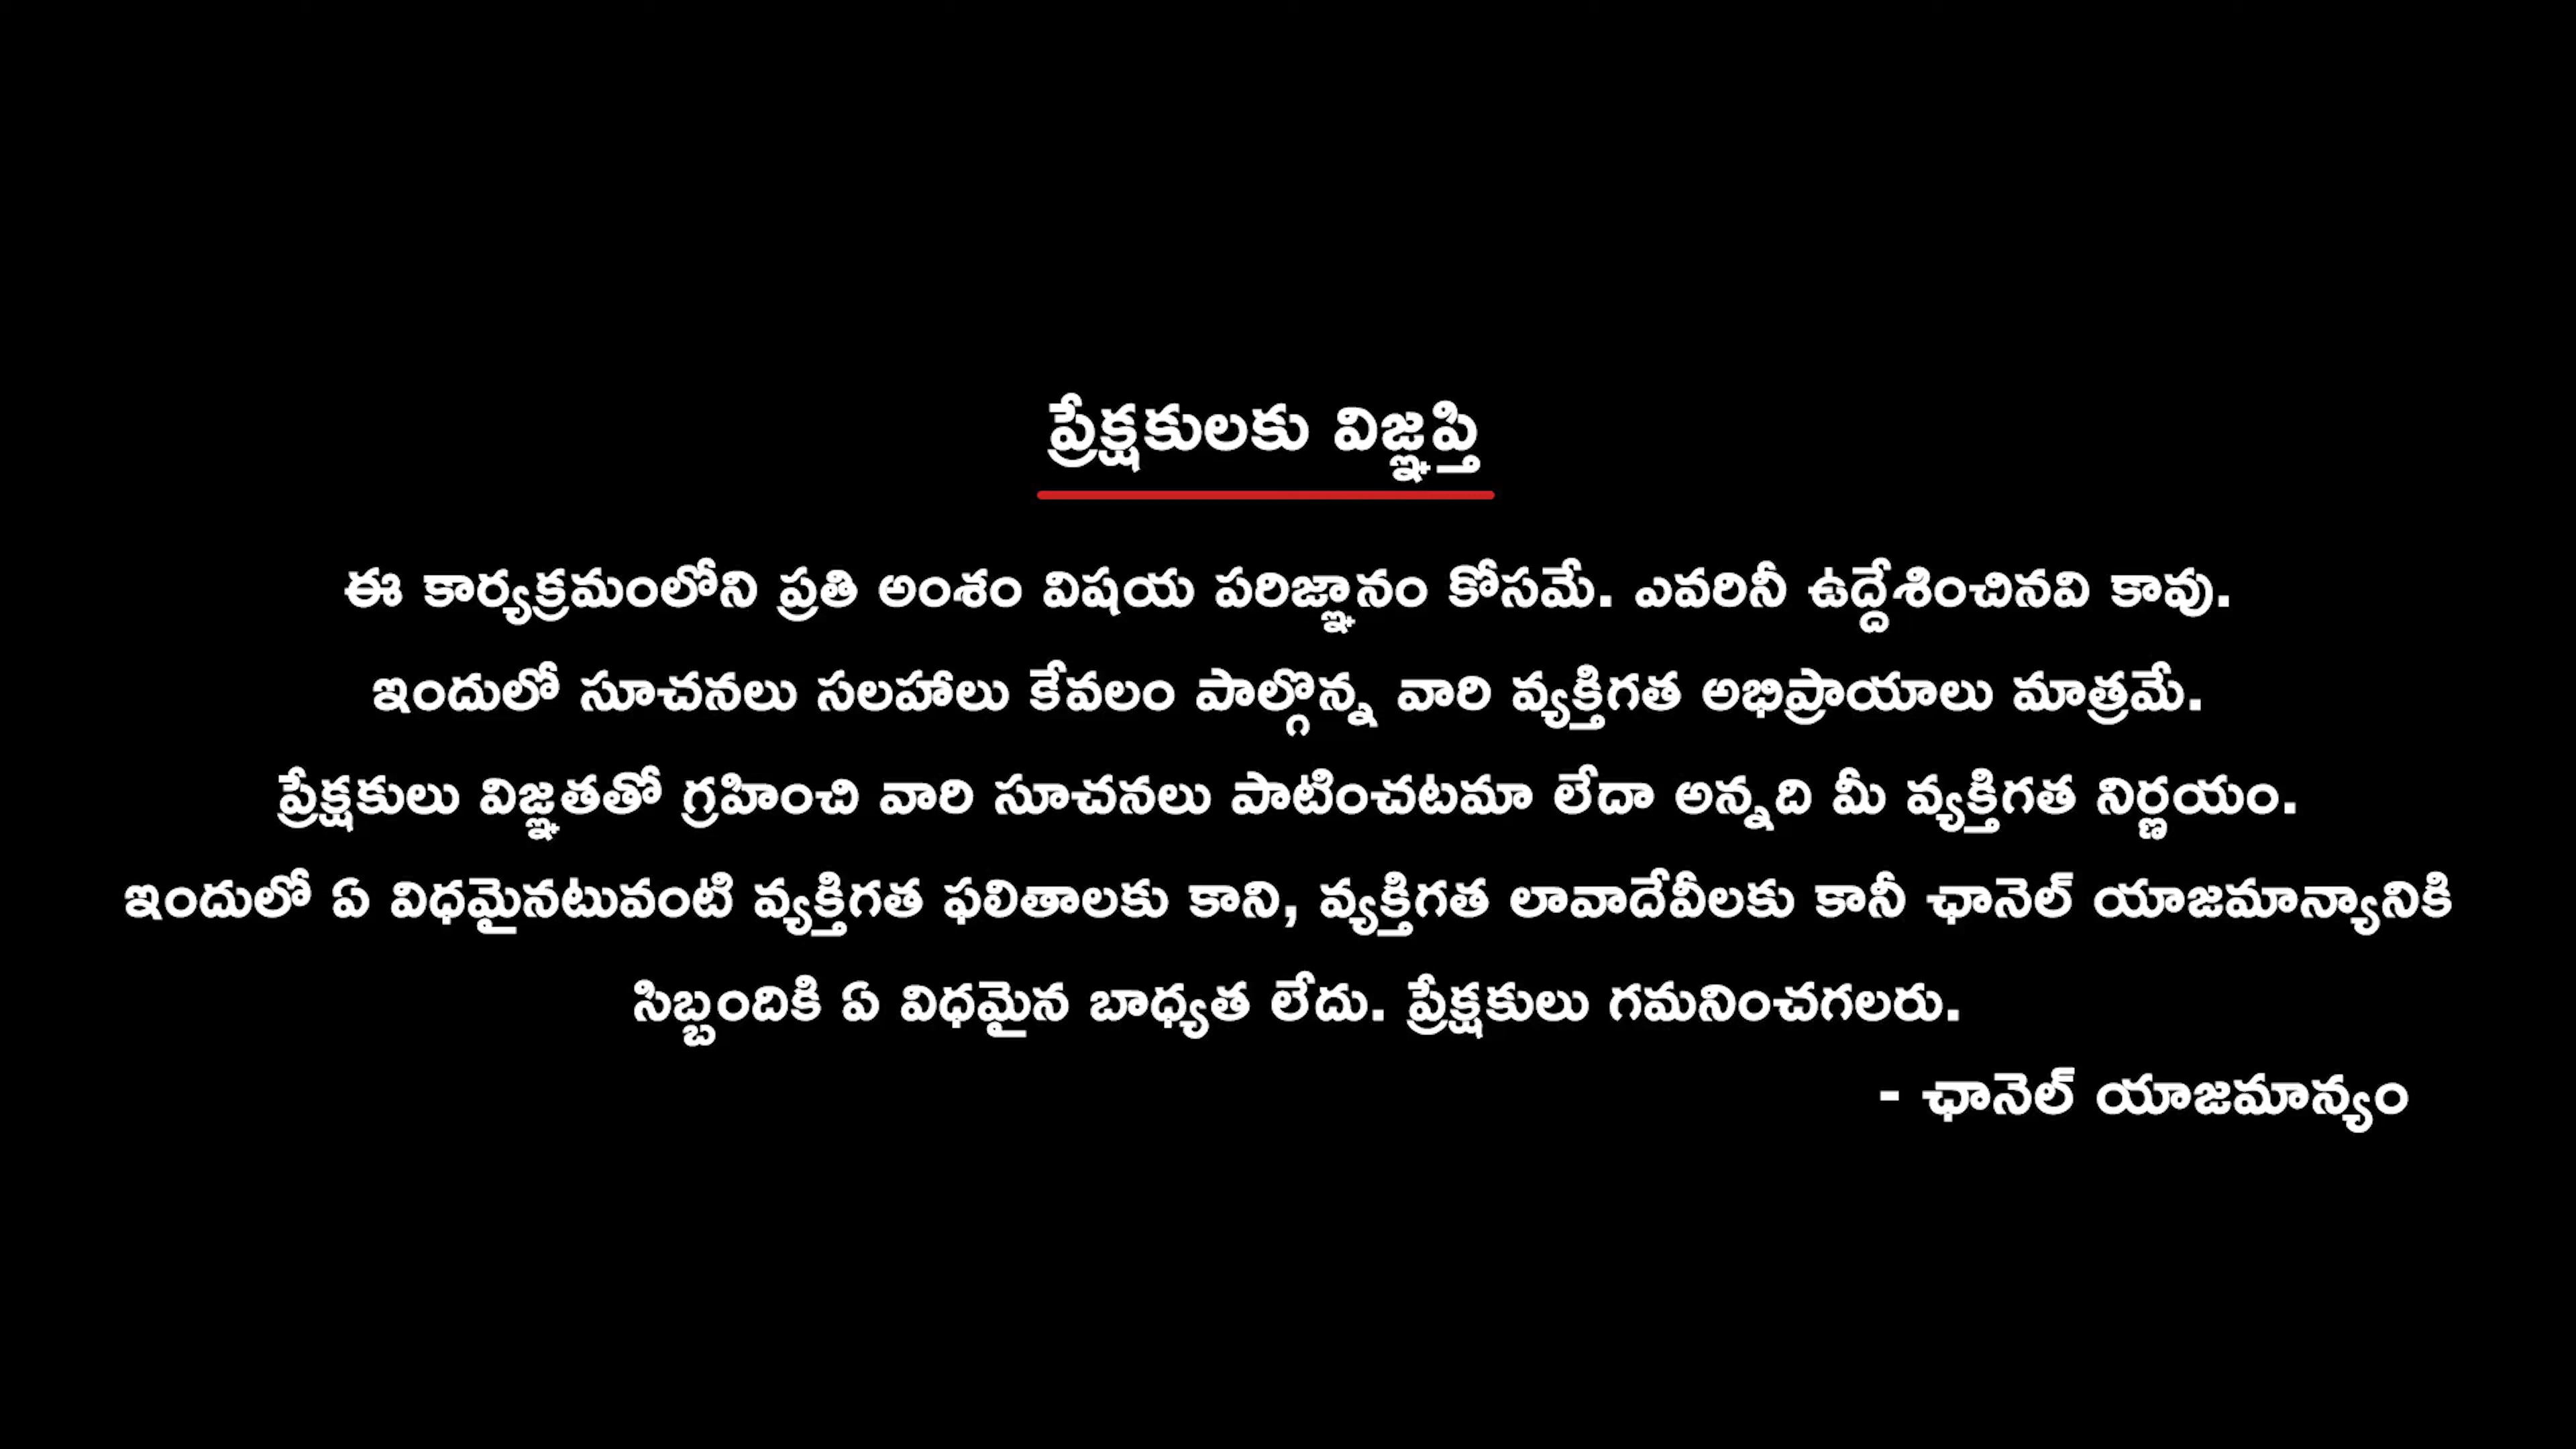 ప్రేక్షకులకు విజ్ఞప్తి
ఈ కార్యక్రమంలోని ప్రతి అంశం విషయ పరిజ్ఞానం కోసమే. ఎవరినీ ఉద్దేశించినవి కావు.
ఇందులో సూచనలు సలహాలు కేవలం పాల్గొన్న వారి వ్యక్తిగత అభిప్రాయాలు మాత్రమే.
ప్రేక్షకులు విజ్ఞతతో గ్రహించి వారి సూచనలు పాటించటమా లేదా అన్నది మీ వ్యక్తిగత నిర్ణయం.
ఇందులో ఏ విధమైనటువంటి వ్యక్తిగత ఫలితాలకు కాని, వ్యక్తిగత లావాదేవీలకు కానీ ఛానెల్ యాజమాన్యానికి
సిబ్బందికి ఏ విధమైన బాధ్యత లేదు. ప్రేక్షకులు గమనించగలరు.
- ఛానెల్ యాజమాన్యం